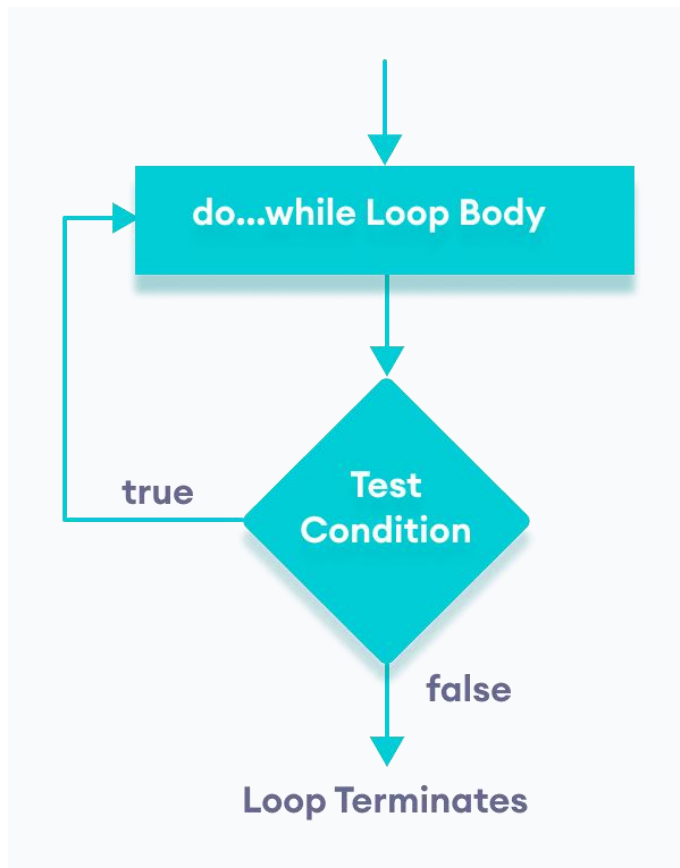 do...while Loop Body
Test
Condition
true
false
Loop Terminates